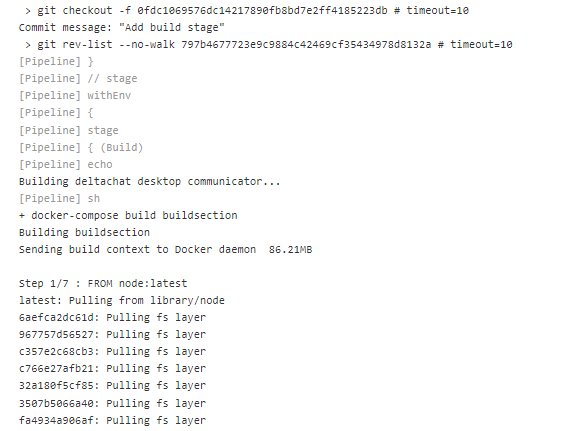 > git checkout -f 0fdc1069576dc14217890fb8bd7e2ff4185223db # timeout=10
Commit message: "Add build stage"
> git rev-list --no-walk 797b4677723e9c9884c42469cf35434978d8132a # timeout=10
[Pipeline] }
[Pipeline] // stage
[Pipeline] withEnv
[Pipeline] {
[Pipeline] stage
[Pipeline] { (Build)
[Pipeline] echo
Building deltachat desktop communicator...
[Pipeline] sh
+ docker-compose build buildsection
Building buildsection
Sending build context to Docker daemon  86.21MB
Step 1/7 : FROM node:latest
latest: Pulling from library/node
6aefca2dc61d: Pulling fs layer
967757d56527: Pulling fs layer
c357e2c68cb3: Pulling fs layer
c766e27afb21: Pulling fs layer
32a180f5cf85: Pulling fs layer
3507b5066a40: Pulling fs layer
fa4934a906af: Pulling fs layer